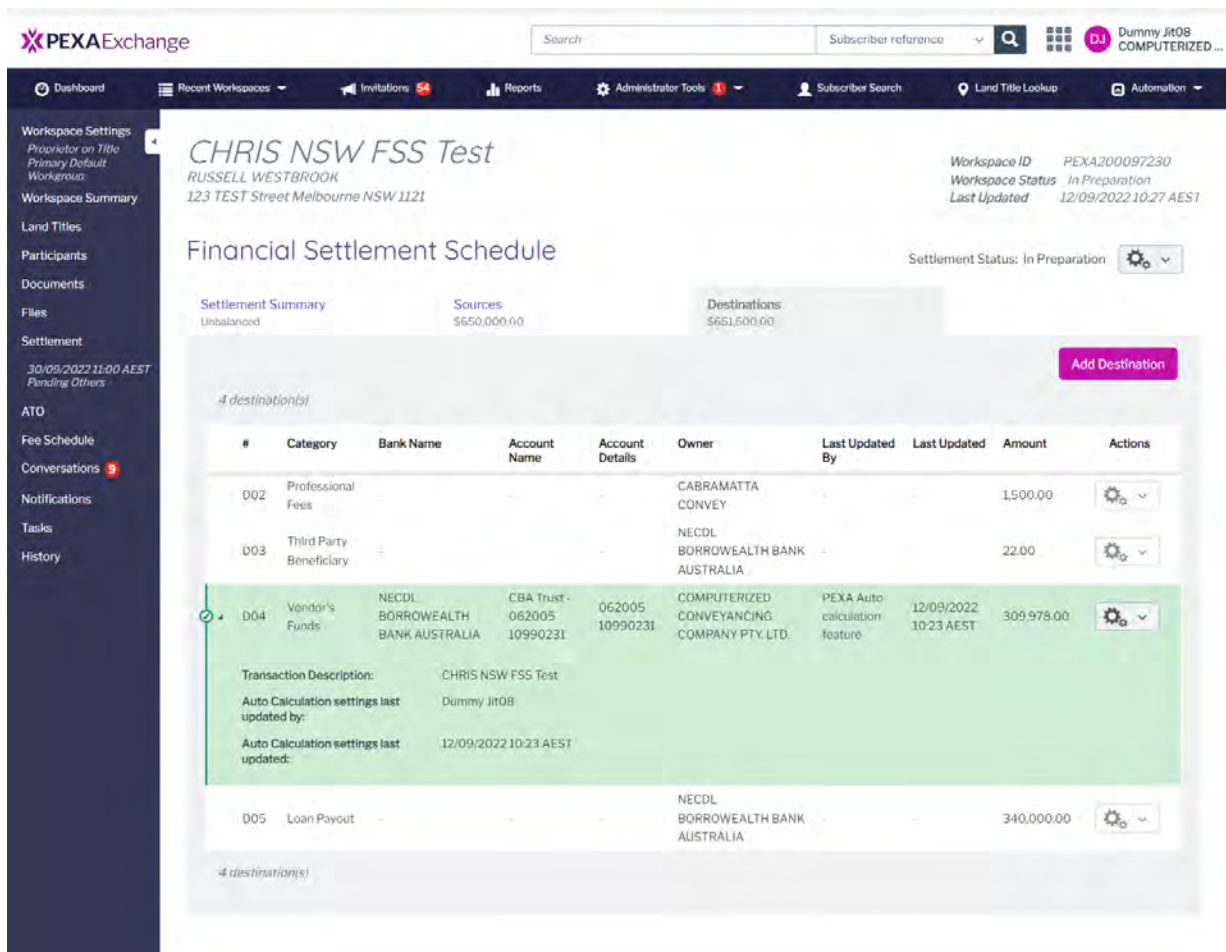 PEXAExchange
Search
Subscriber reference
DJ
Dummy Jit08
COMPUTERIZED ...
Dashboard
Recent Workspaces
Invitations 54
Reports
Administrator Tools 1
Subscriber Search
Land Title Lookup
Automation
Workspace Settings
Proprietor on Title
Primary Default
Workgroup
Workspace Summary
Land Titles
Participants
Documents
Files
Settlement
30/09/2022 11:00 AEST
Pending Others
ATO
Fee Schedule
Conversations 9
Notifications
Tasks
History
CHRIS NSW FSS Test
RUSSELL WESTBROOK
123 TEST Street Melbourne NSW 1121
Workspace ID PEXA200097230
Workspace Status In Preparation
Last Updated 12/09/2022 10:27 AEST
Financial Settlement Schedule
Settlement Status: In Preparation
Settlement Summary
Unbalanced
Sources
$650,000.00
Destinations
$651,500.00
Add Destination
4 destination(s)
# Category Bank Name Account Name Account Details Owner Last Updated By Last Updated Amount Actions
D02 Professional Fees - - - CABRAMATTA CONVEY - - 1,500.00
D03 Third Party Beneficiary - - - NECDL BORROWEALTH BANK AUSTRALIA - - 22.00
D04 Vendor's Funds NECDL BORROWEALTH BANK AUSTRALIA CBA Trust - 062005 10990231 062005 10990231 COMPUTERIZED CONVEYANCING COMPANY PTY. LTD. PEXA Auto calculation feature 12/09/2022 10:23 AEST 309,978.00
Transaction Description: CHRIS NSW FSS Test
Auto Calculation settings last updated by: Dummy Jit08
Auto Calculation settings last updated: 12/09/2022 10:23 AEST
D05 Loan Payout - - - NECDL BORROWEALTH BANK AUSTRALIA - - 340,000.00
4 destination(s)